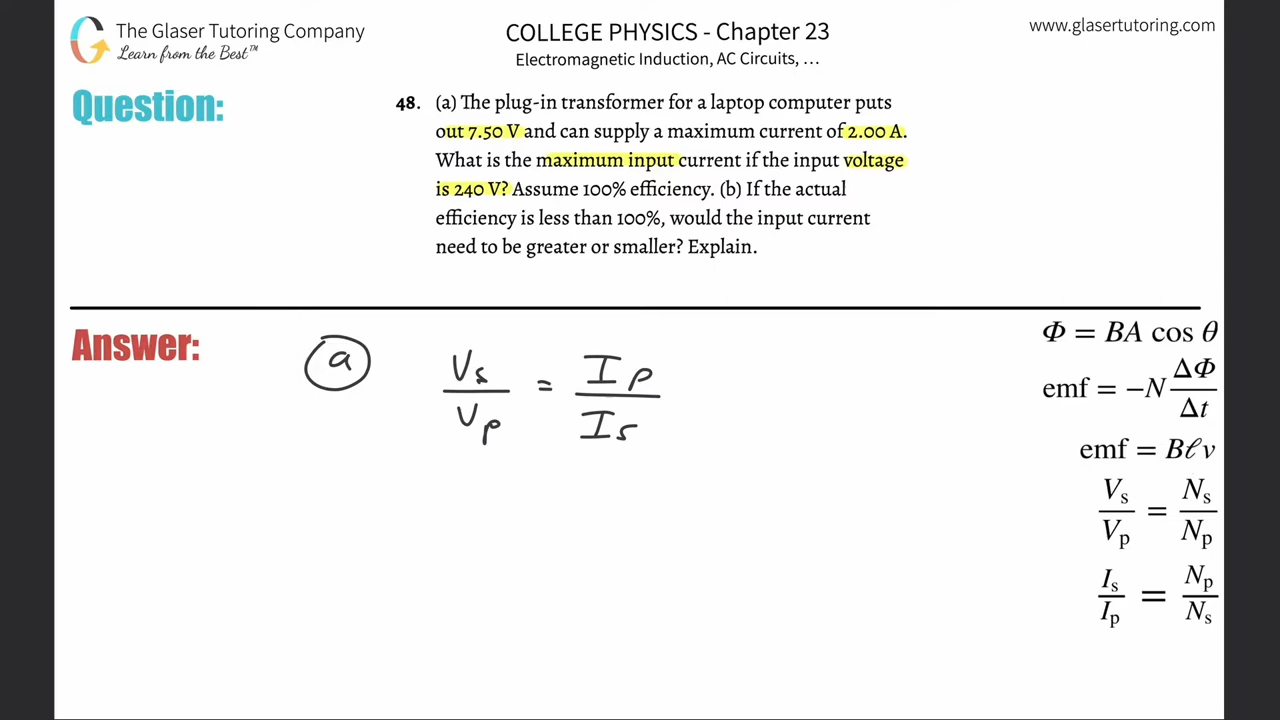 The Glaser Tutoring Company
Learn from the Best™
COLLEGE PHYSICS - Chapter 23
Electromagnetic Induction, AC Circuits, …
www.glasertutoring.com
Question:
48. (a) The plug-in transformer for a laptop computer puts
out 7.50 V and can supply a maximum current of 2.00 A.
What is the maximum input current if the input voltage
is 240 V? Assume 100% efficiency. (b) If the actual
efficiency is less than 100%, would the input current
need to be greater or smaller? Explain.
Answer:
a
Vs/Vp = Ip/Is
Φ = BA cos θ
emf = −N ΔΦ/Δt
emf = Bℓv
Vs/Vp = Ns/Np
Is/Ip = Np/Ns